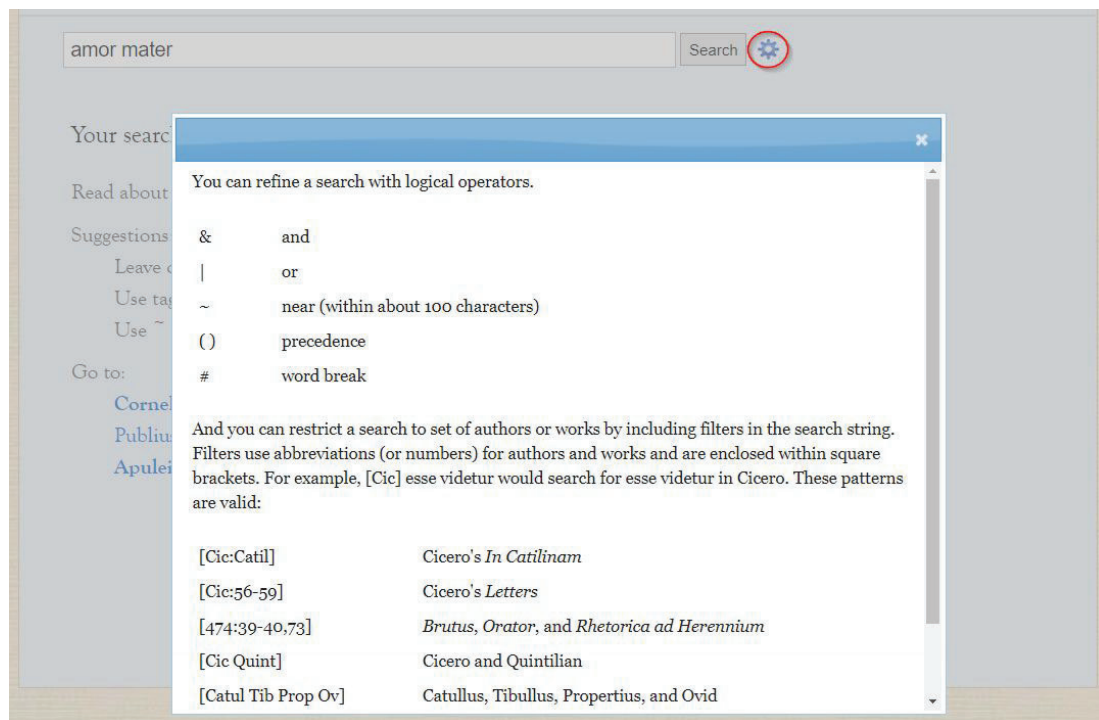 amor mater
Search
Your searc
Read about
Suggestions
Leave
Use tag
Use ~
Go to:
Cornel
Publiu
Apulei
You can refine a search with logical operators.
& and
| or
~ near (within about 100 characters)
( ) precedence
# word break
And you can restrict a search to set of authors or works by including filters in the search string.
Filters use abbreviations (or numbers) for authors and works and are enclosed within square
brackets. For example, [Cic] esse videtur would search for esse videtur in Cicero. These patterns
are valid:
[Cic:Catil] Cicero's In Catilinam
[Cic:56-59] Cicero's Letters
[474:39-40,73] Brutus, Orator, and Rhetorica ad Herennium
[Cic Quint] Cicero and Quintilian
[Catul Tib Prop Ov] Catullus, Tibullus, Propertius, and Ovid